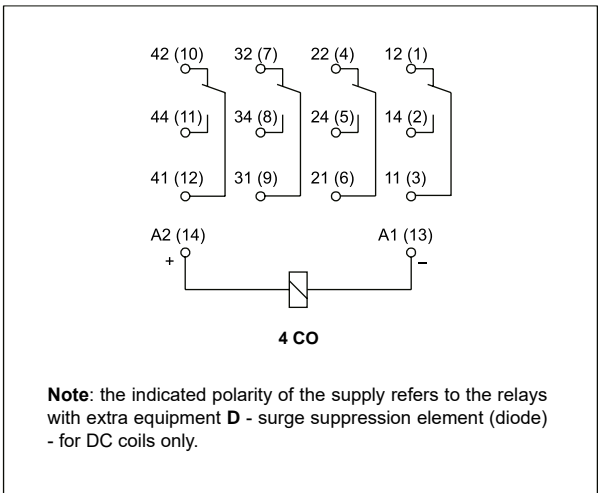 42 (10) 32 (7) 22 (4) 12 (1)
44 (11) 34 (8) 24 (5) 14 (2)
41 (12) 31 (9) 21 (6) 11 (3)
A2 (14) A1 (13)
+ –
4 CO
Note: the indicated polarity of the supply refers to the relays
with extra equipment D - surge suppression element (diode)
- for DC coils only.